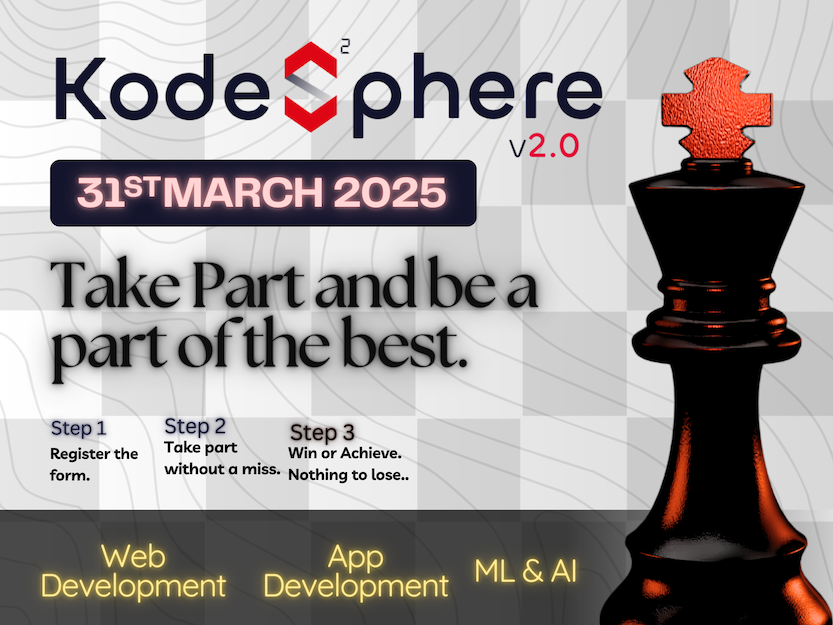 KodeSphere
2
v2.0
31STMARCH 2025
Take Part and be a
part of the best.
Step 1
Register the
form.
Step 2
Take part
without a miss.
Step 3
Win or Achieve.
Nothing to lose..
Web
Development
App
Development
ML & AI